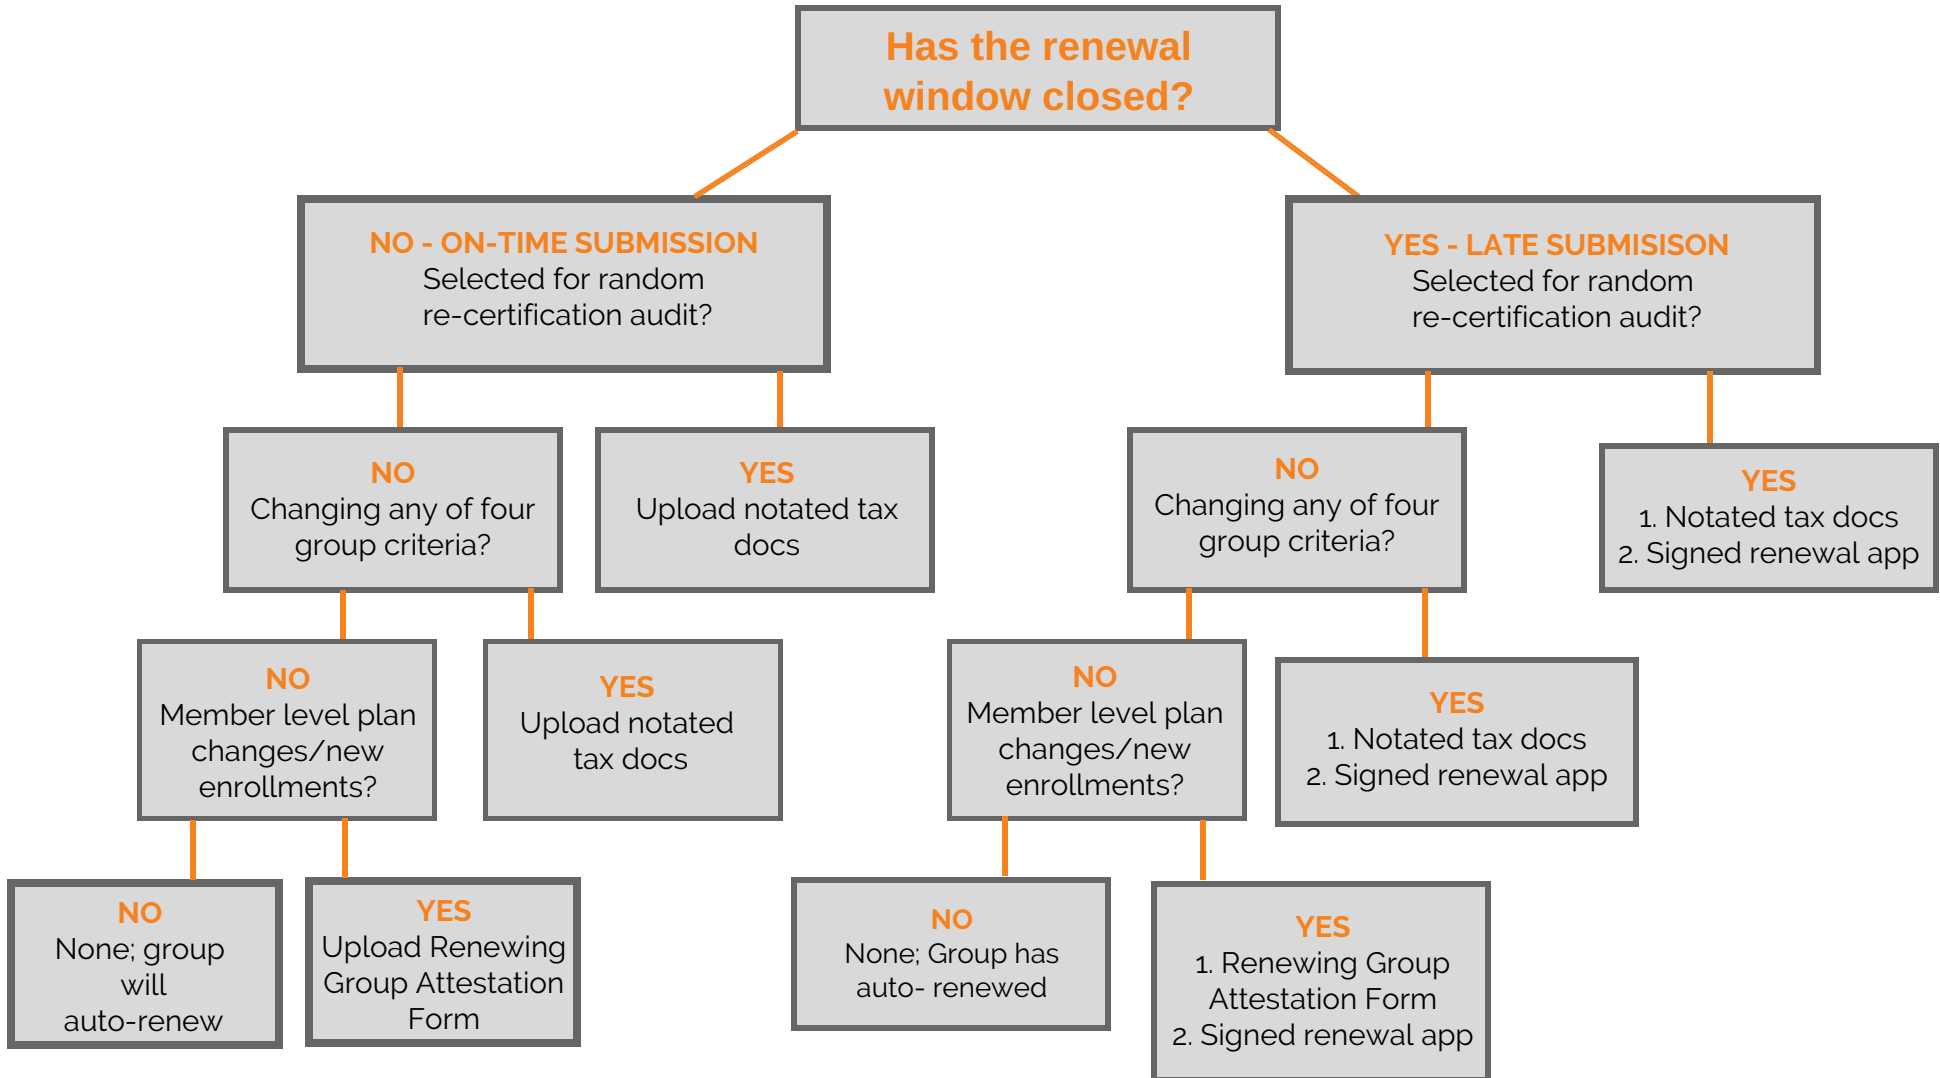 Has the renewal
window closed?
NO - ON-TIME SUBMISSION
Selected for random
re-certification audit?
YES - LATE SUBMISISON
Selected for random
re-certification audit?
NO
Changing any of four
group criteria?
YES
Upload notated tax
docs
NO
Changing any of four
group criteria?
YES
1. Notated tax docs
2. Signed renewal app
NO
Member level plan
changes/new
enrollments?
YES
Upload notated
tax docs
NO
Member level plan
changes/new
enrollments?
YES
1. Notated tax docs
2. Signed renewal app
NO
None; group
will
auto-renew
YES
Upload Renewing
Group Attestation
Form
NO
None; Group has
auto- renewed
YES
1. Renewing Group
Attestation Form
2. Signed renewal app